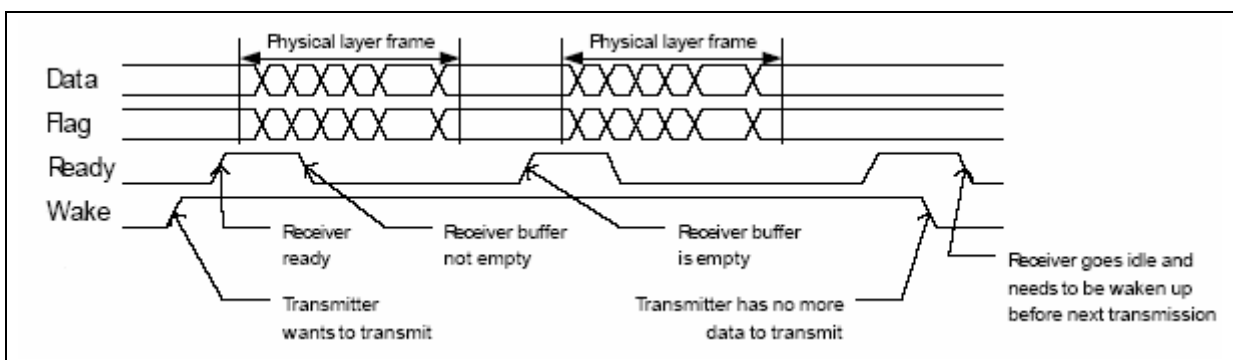 Physical layer frame
Physical layer frame
Data
Flag
Ready
Wake
Receiver
ready
Receiver buffer
not empty
Receiver buffer
is empty
Receiver goes idle and
needs to be waken up
before next transmission
Transmitter
wants to transmit
Transmitter has no more
data to transmit